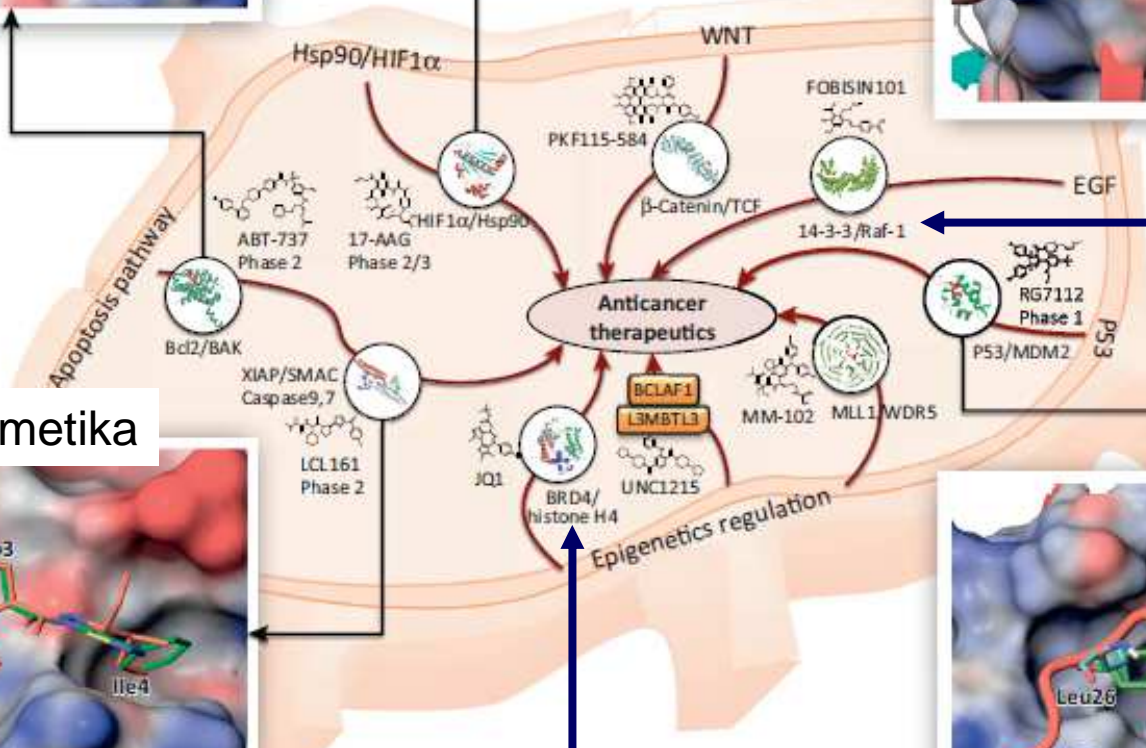 Hsp90/HIF1α
WNT
FOBISIN101
PKF115-584
EGF
HIF1α/Hsp90
β-Catenin/TCF
14-3-3/Raf-1
ABT-737
Phase 2
17-AAG
Phase 2/3
Apoptosis pathway
RG7112
Phase 1
P53
Anticancer
therapeutics
Bcl2/BAK
P53/MDM2
XIAP/SMAC
Caspase9,7
BCLAF1
L3MBTL3
MM-102
MLL1/WDR5
metika
LCL161
Phase 2
JQ1
UNC1215
BRD4/
histone H4
Epigenetics regulation
Ile4
Leu26